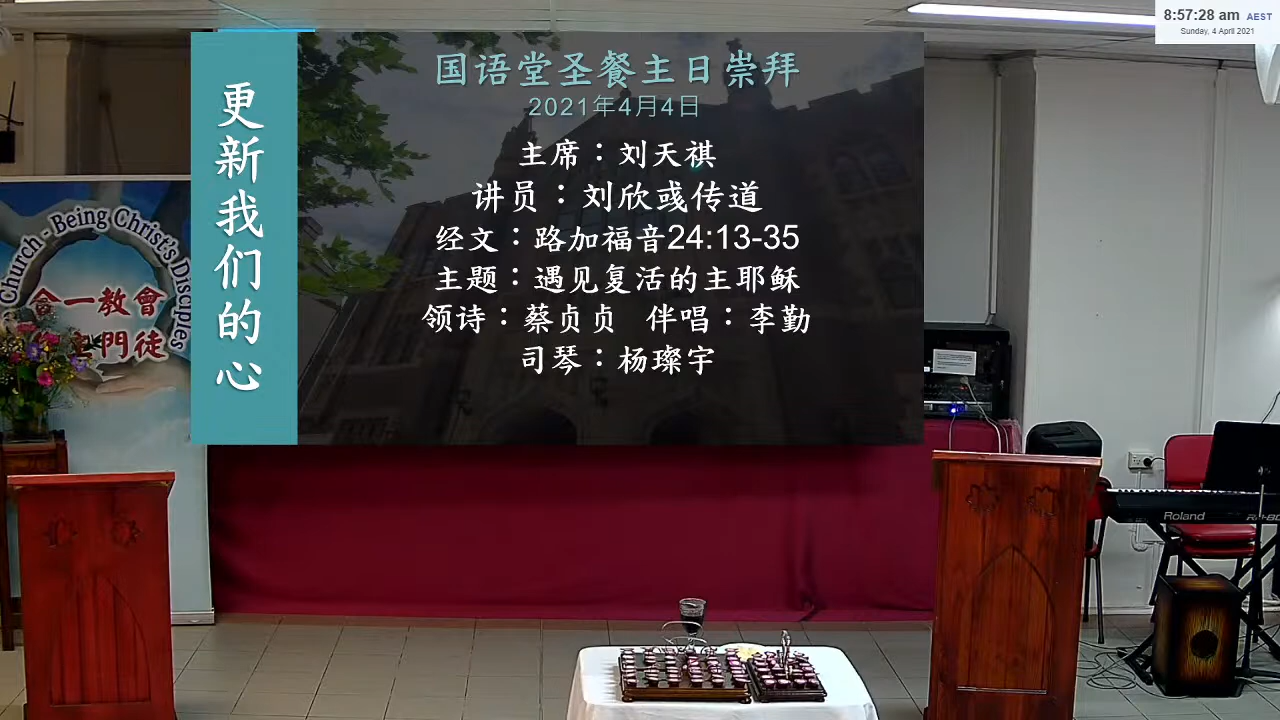 8:57:28 am AEST
Sunday, 4 April 2021
更新我们的心
国语堂圣餐主日崇拜
2021年4月4日
主席：刘天祺
讲员：刘欣彧传道
经文：路加福音24:13-35
主题：遇见复活的主耶稣
领诗：蔡贞贞 伴唱：李勤
司琴：杨璨宇
Church - Being Christ's Disciples
會一教會
門徒
Roland